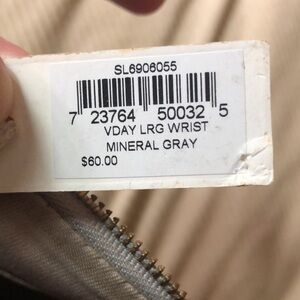 SL6906055
7 23764 50032 5
VDAY LRG WRIST
MINERAL GRAY
$60.00